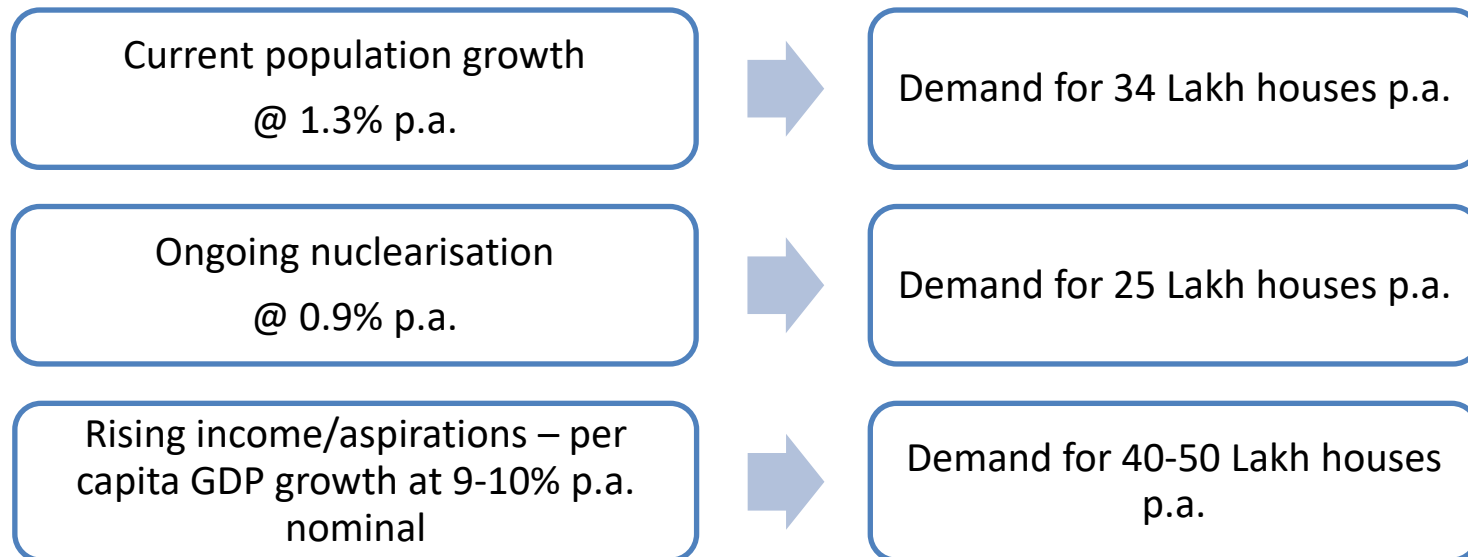 Current population growth
@ 1.3% p.a.
Demand for 34 Lakh houses p.a.
Ongoing nuclearisation
@ 0.9% p.a.
Demand for 25 Lakh houses p.a.
Rising income/aspirations – per
capita GDP growth at 9-10% p.a.
nominal
Demand for 40-50 Lakh houses
p.a.